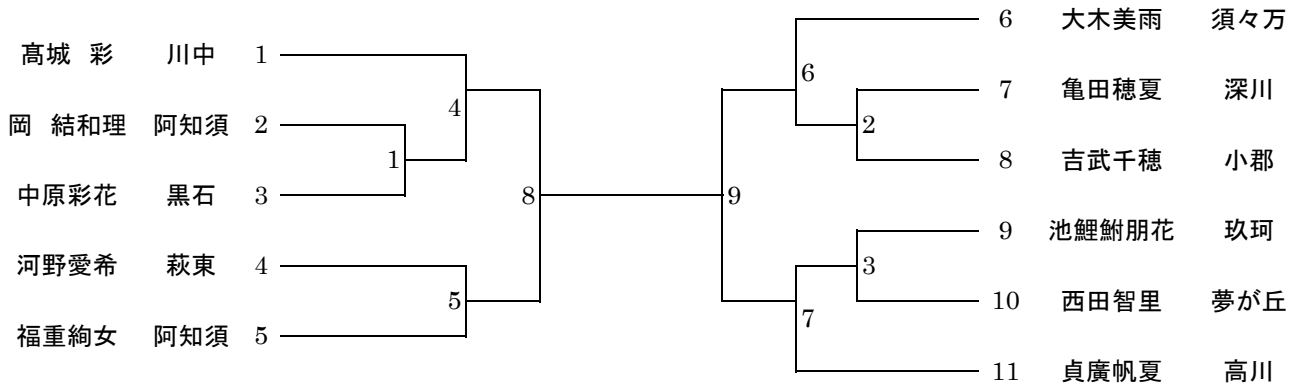 髙城 彩 川中 1
岡 結和理 阿知須 2
中原彩花 黒石 3
河野愛希 萩東 4
福重絢女 阿知須 5
1
4
5
8
9
6
2
3
7
6 大木美雨 須々万
7 亀田穂夏 深川
8 吉武千穂 小郡
9 池鯉鮒朋花 玖珂
10 西田智里 夢が丘
11 貞廣帆夏 高川